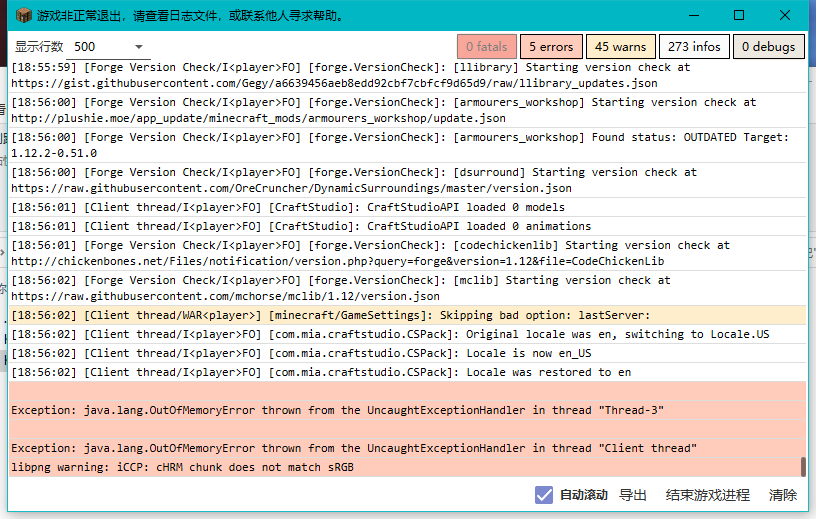 游戏非正常退出，请查看日志文件，或联系他人寻求帮助。
显示行数 500 0 fatals 5 errors 45 warns 273 infos 0 debugs
[18:55:59] [Forge Version Check/I<player>FO] [forge.VersionCheck]: [llibrary] Starting version check at
https://gist.githubusercontent.com/Gegy/a6639456aeb8edd92cbf7cbfcf9d65d9/raw/llibrary_updates.json
[18:56:00] [Forge Version Check/I<player>FO] [forge.VersionCheck]: [armourers_workshop] Starting version check at
http://plushie.moe/app_update/minecraft_mods/armourers_workshop/update.json
[18:56:00] [Forge Version Check/I<player>FO] [forge.VersionCheck]: [armourers_workshop] Found status: OUTDATED Target:
1.12.2-0.51.0
[18:56:00] [Forge Version Check/I<player>FO] [forge.VersionCheck]: [dsurround] Starting version check at
https://raw.githubusercontent.com/OreCruncher/DynamicSurroundings/master/version.json
[18:56:01] [Client thread/I<player>FO] [CraftStudio]: CraftStudioAPI loaded 0 models
[18:56:01] [Client thread/I<player>FO] [CraftStudio]: CraftStudioAPI loaded 0 animations
[18:56:01] [Forge Version Check/I<player>FO] [forge.VersionCheck]: [codechickenlib] Starting version check at
http://chickenbones.net/Files/notification/version.php?query=forge&version=1.12&file=CodeChickenLib
[18:56:02] [Forge Version Check/I<player>FO] [forge.VersionCheck]: [mclib] Starting version check at
https://raw.githubusercontent.com/mchorse/mclib/1.12/version.json
[18:56:02] [Client thread/WAR<player>] [minecraft/GameSettings]: Skipping bad option: lastServer:
[18:56:02] [Client thread/I<player>FO] [com.mia.craftstudio.CSPack]: Original locale was en, switching to Locale.US
[18:56:02] [Client thread/I<player>FO] [com.mia.craftstudio.CSPack]: Locale is now en_US
[18:56:02] [Client thread/I<player>FO] [com.mia.craftstudio.CSPack]: Locale was restored to en
Exception: java.lang.OutOfMemoryError thrown from the UncaughtExceptionHandler in thread "Thread-3"
Exception: java.lang.OutOfMemoryError thrown from the UncaughtExceptionHandler in thread "Client thread"
libpng warning: iCCP: cHRM chunk does not match sRGB
自动滚动 导出 结束游戏进程 清除